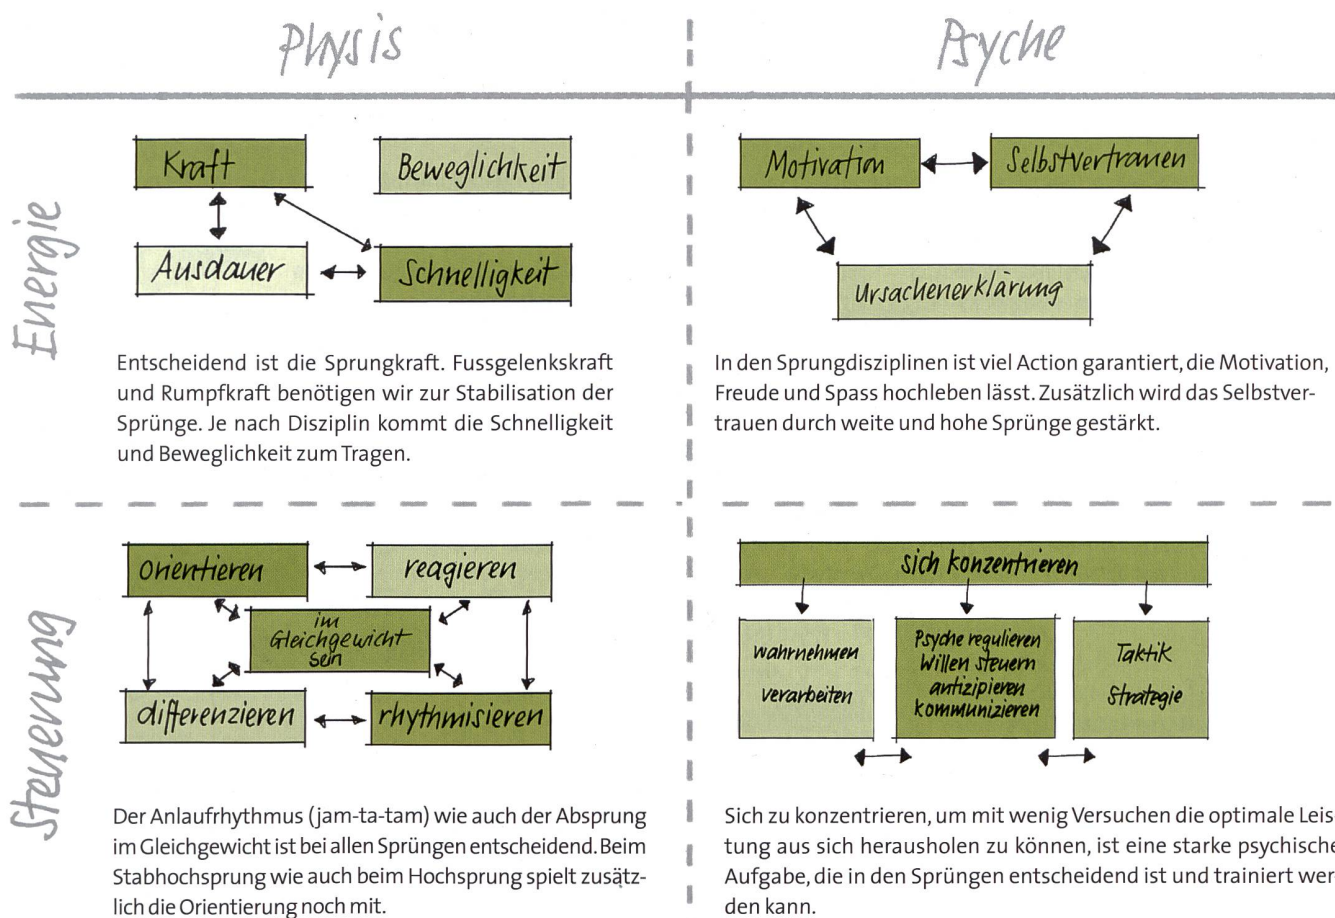 Physis
Psyche
Energie
Kraft
Beweglichkeit
Ausdauer
Schnelligkeit
Entscheidend ist die Sprungkraft. Fussgelenkskraft
und Rumpfkraft benötigen wir zur Stabilisation der
Sprünge. Je nach Disziplin kommt die Schnelligkeit
und Beweglichkeit zum Tragen.
Motivation
Selbstvertrauen
Ursachenerklärung
In den Sprungdisziplinen ist viel Action garantiert, die Motivation,
Freude und Spass hochleben lässt. Zusätzlich wird das Selbstver-
trauen durch weite und hohe Sprünge gestärkt.
Steuerung
orientieren
reagieren
im
Gleichgewicht
sein
differenzieren
rhythmisieren
Der Anlaufrhythmus (jam-ta-tam) wie auch der Absprung
im Gleichgewicht ist bei allen Sprüngen entscheidend. Beim
Stabhochsprung wie auch beim Hochsprung spielt zusätz-
lich die Orientierung noch mit.
sich konzentrieren
wahrnehmen
verarbeiten
Psyche regulieren
Willen steuern
antizipieren
kommunizieren
Taktik
Strategie
Sich zu konzentrieren, um mit wenig Versuchen die optimale Leis-
tung aus sich herausholen zu können, ist eine starke psychische
Aufgabe, die in den Sprüngen entscheidend ist und trainiert wer-
den kann.